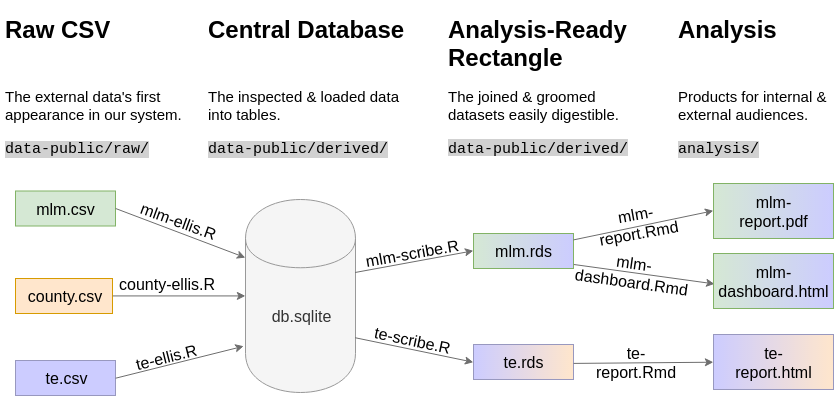 Raw CSV
Central Database
Analysis-Ready
Rectangle
Analysis
The external data's first
appearance in our system.
The inspected & loaded data
into tables.
The joined & groomed
datasets easily digestible.
Products for internal &
external audiences.
data-public/raw/
data-public/derived/
data-public/derived/
analysis/
mlm.csv
mlm-ellis.R
county.csv
county-ellis.R
te.csv
te-ellis.R
db.sqlite
mlm-scribe.R
te-scribe.R
mlm.rds
te.rds
mlm-
report.Rmd
mlm-
dashboard.Rmd
te-
report.Rmd
mlm-
report.pdf
mlm-
dashboard.html
te-
report.html